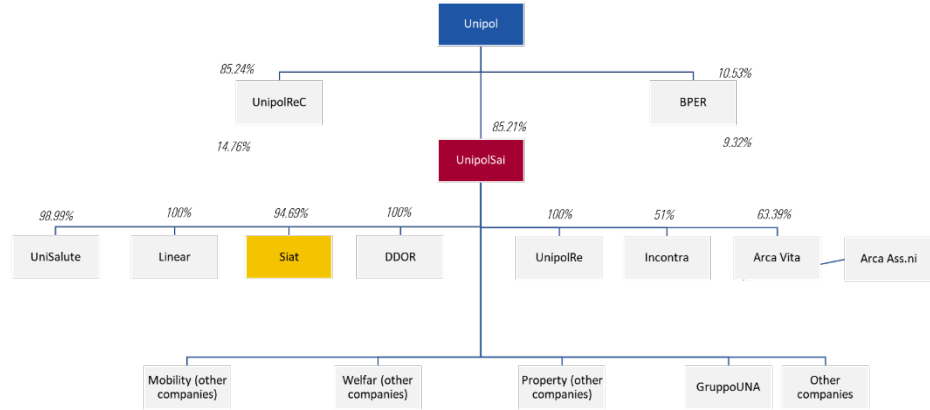 Unipol
85.24%
10.53%
UnipolReC
BPER
85.21%
14.76%
9.32%
UnipolSai
98.99%
100%
94.69%
100%
100%
51%
63.39%
UniSalute
Linear
Siat
DDOR
UnipolRe
Incontra
Arca Vita
Arca Ass.ni
Mobility (other
companies)
Welfar (other
companies)
Property (other
companies)
GruppoUNA
Other
companies